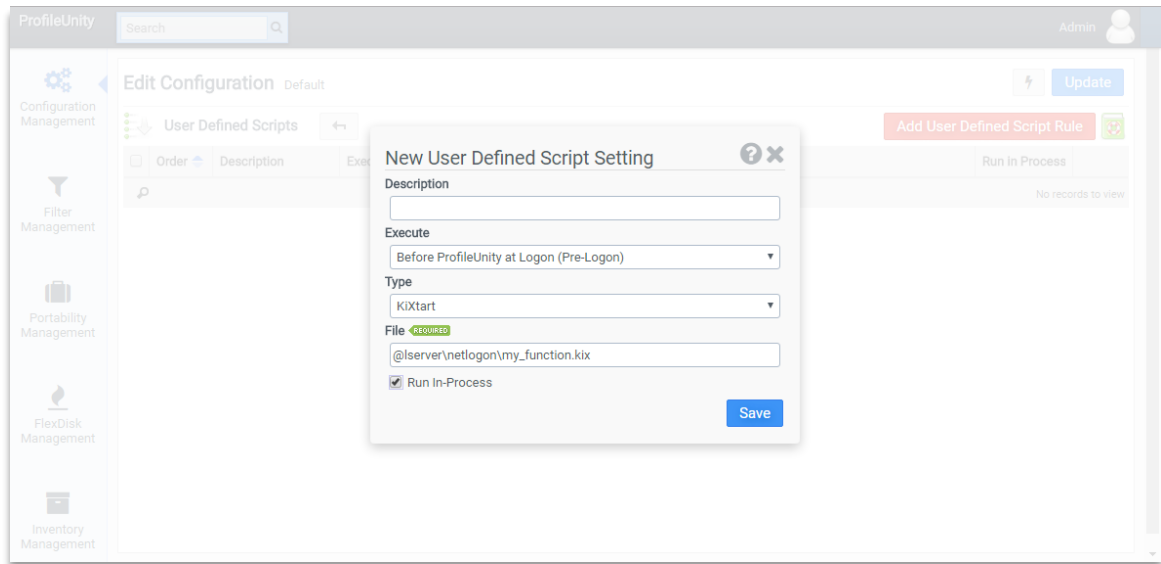 ProfileUnity
Search
Admin
Configuration
Management
Edit Configuration Default
Update
User Defined Scripts
Add User Defined Script Rule
Order Description Exec
Run in Process
No records to view
Filter
Management
Portability
Management
FlexDisk
Management
Inventory
Management
New User Defined Script Setting
Description
Execute
Before ProfileUnity at Logon (Pre-Logon)
Type
KiXtart
File REQUIRED
@lserver\netlogon\my_function.kix
Run In-Process
Save